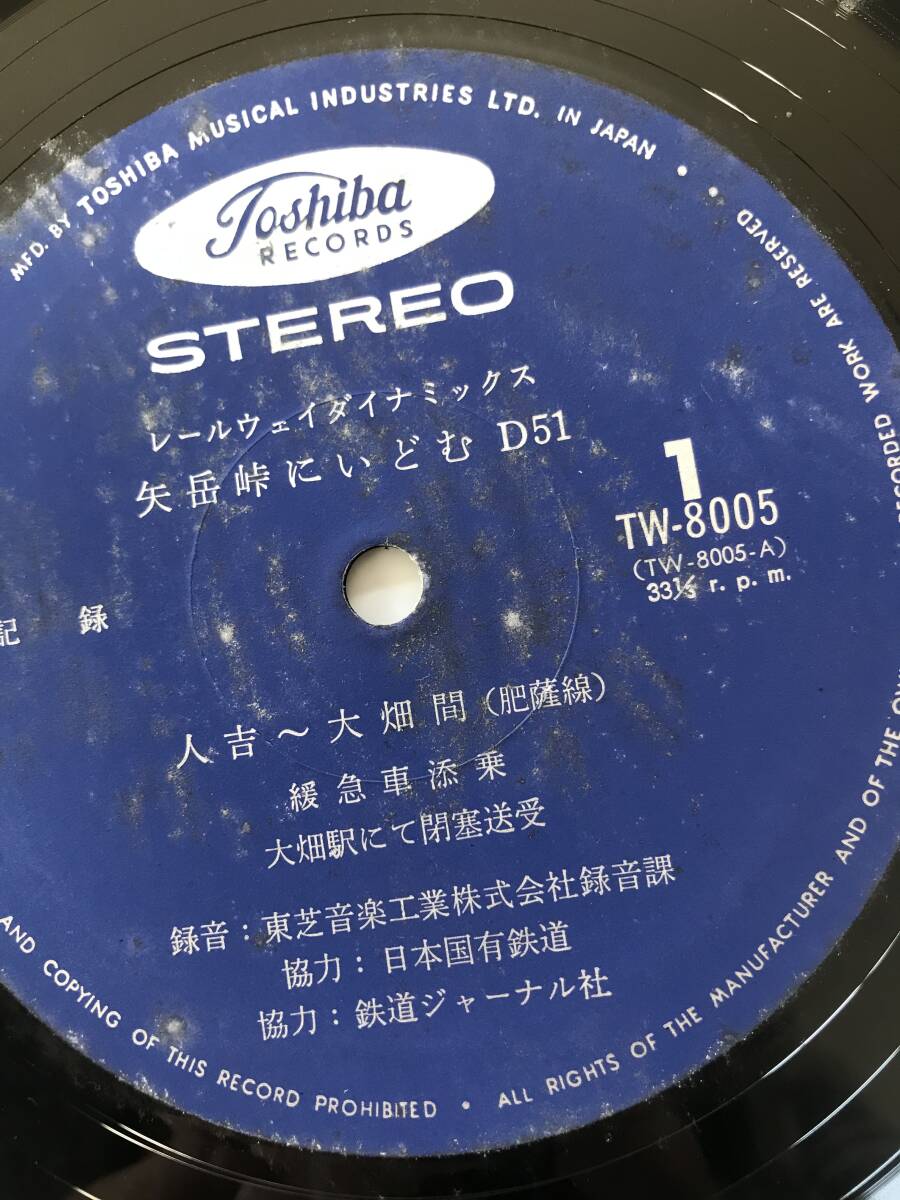 MFD. BY TOSHIBA MUSICAL INDUSTRIES LTD. IN JAPAN
Toshiba
RECORDS
STEREO
レールウェイダイナミックス
矢岳峠にいどむ D51
1
TW-8005
(TW-8005-A)
33⅓ r. p. m.
記 録
人吉～大畑間(肥薩線)
緩急車添乗
大畑駅にて閉塞送受
録音：東芝音楽工業株式会社録音課
協力：日本国有鉄道
協力：鉄道ジャーナル社
ALL RIGHTS OF THE MANUFACTURER AND OF THE RECORDED WORK ARE RESERVED
AND COPYING OF THIS RECORD PROHIBITED